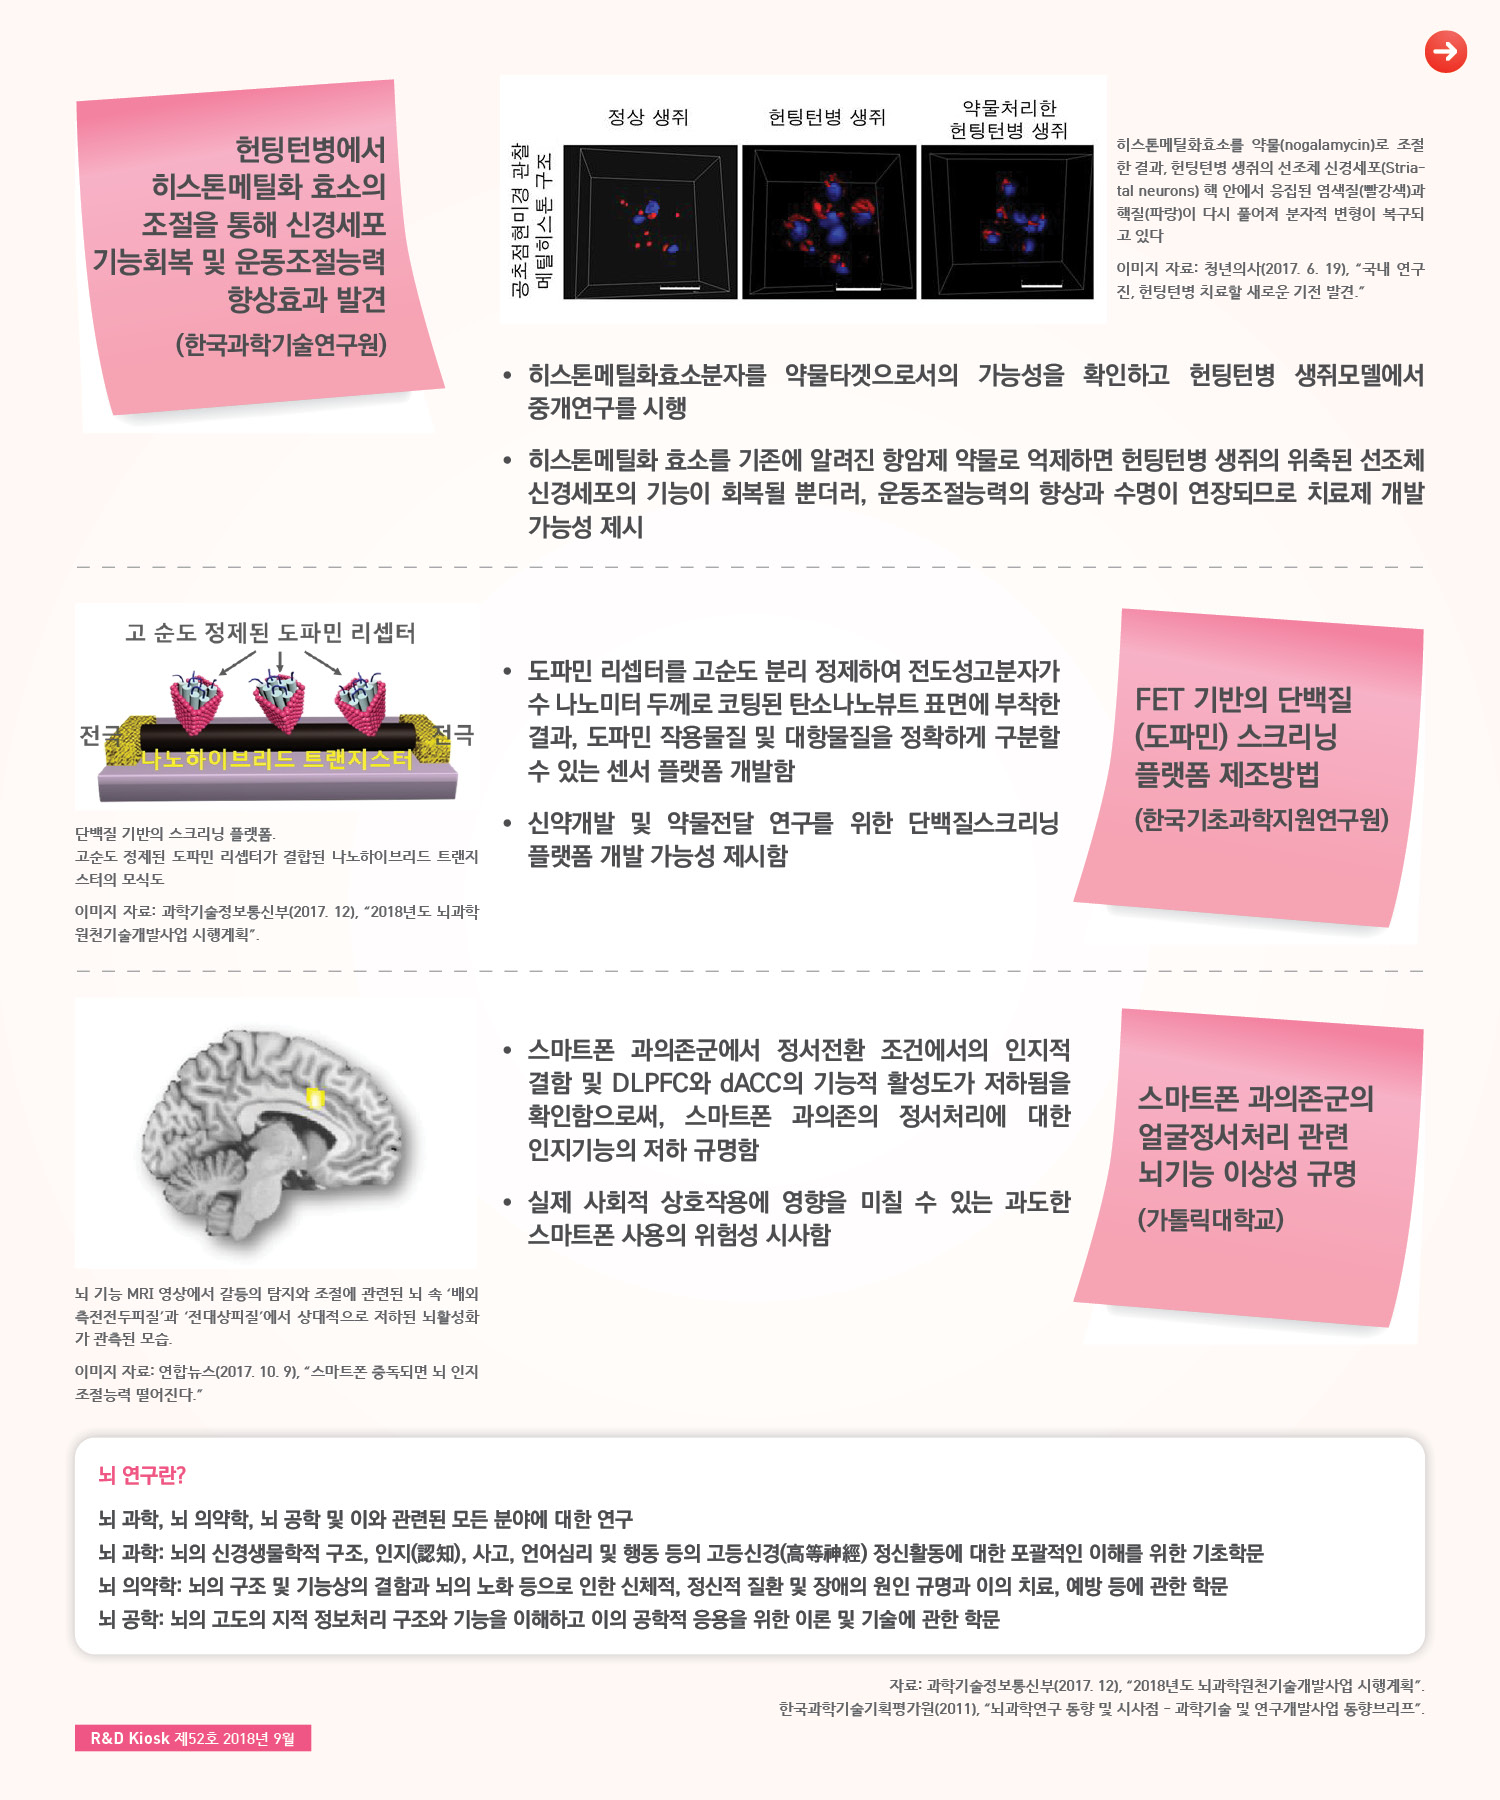 헌팅턴병에서
히스톤메틸화 효소의
조절을 통해 신경세포
기능회복 및 운동조절능력
향상효과 발견
(한국과학기술연구원)
정상 생쥐
헌팅턴병 생쥐
약물처리한
헌팅턴병 생쥐
공초점현미경 관찰
메틸히스톤 구조
히스톤메틸화효소를 약물(nogalamycin)로 조절
한 결과, 헌팅턴병 생쥐의 선조체 신경세포(Stria-
tal neurons) 핵 안에서 응집된 염색질(빨강색)과
핵질(파랑)이 다시 풀어져 분자적 변형이 복구되
고 있다
이미지 자료: 청년의사(2017. 6. 19), “국내 연구
진, 헌팅턴병 치료할 새로운 기전 발견.”
• 히스톤메틸화효소분자를 약물타겟으로서의 가능성을 확인하고 헌팅턴병 생쥐모델에서
중개연구를 시행
• 히스톤메틸화 효소를 기존에 알려진 항암제 약물로 억제하면 헌팅턴병 생쥐의 위축된 선조체
신경세포의 기능이 회복될 뿐더러, 운동조절능력의 향상과 수명이 연장되므로 치료제 개발
가능성 제시
고 순도 정제된 도파민 리셉터
전극
전극
나노하이브리드 트랜지스터
단백질 기반의 스크리닝 플랫폼.
고순도 정제된 도파민 리셉터가 결합된 나노하이브리드 트랜지
스터의 모식도
이미지 자료: 과학기술정보통신부(2017. 12), “2018년도 뇌과학
원천기술개발사업 시행계획”.
• 도파민 리셉터를 고순도 분리 정제하여 전도성고분자가
수 나노미터 두께로 코팅된 탄소나노뷰트 표면에 부착한
결과, 도파민 작용물질 및 대항물질을 정확하게 구분할
수 있는 센서 플랫폼 개발함
• 신약개발 및 약물전달 연구를 위한 단백질스크리닝
플랫폼 개발 가능성 제시함
FET 기반의 단백질
(도파민) 스크리닝
플랫폼 제조방법
(한국기초과학지원연구원)
뇌 기능 MRI 영상에서 갈등의 탐지와 조절에 관련된 뇌 속 ‘배외
측전전두피질’과 ‘전대상피질’에서 상대적으로 저하된 뇌활성화
가 관측된 모습.
이미지 자료: 연합뉴스(2017. 10. 9), “스마트폰 중독되면 뇌 인지
조절능력 떨어진다.”
• 스마트폰 과의존군에서 정서전환 조건에서의 인지적
결함 및 DLPFC와 dACC의 기능적 활성도가 저하됨을
확인함으로써, 스마트폰 과의존의 정서처리에 대한
인지기능의 저하 규명함
• 실제 사회적 상호작용에 영향을 미칠 수 있는 과도한
스마트폰 사용의 위험성 시사함
스마트폰 과의존군의
얼굴정서처리 관련
뇌기능 이상성 규명
(가톨릭대학교)
뇌 연구란?
뇌 과학, 뇌 의약학, 뇌 공학 및 이와 관련된 모든 분야에 대한 연구
뇌 과학: 뇌의 신경생물학적 구조, 인지(認知), 사고, 언어심리 및 행동 등의 고등신경(高等神經) 정신활동에 대한 포괄적인 이해를 위한 기초학문
뇌 의약학: 뇌의 구조 및 기능상의 결함과 뇌의 노화 등으로 인한 신체적, 정신적 질환 및 장애의 원인 규명과 이의 치료, 예방 등에 관한 학문
뇌 공학: 뇌의 고도의 지적 정보처리 구조와 기능을 이해하고 이의 공학적 응용을 위한 이론 및 기술에 관한 학문
자료: 과학기술정보통신부(2017. 12), “2018년도 뇌과학원천기술개발사업 시행계획”.
한국과학기술기획평가원(2011), “뇌과학연구 동향 및 시사점 - 과학기술 및 연구개발사업 동향브리프”.
R&D Kiosk 제52호 2018년 9월